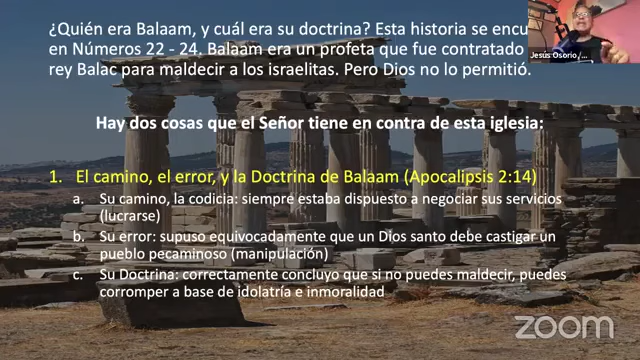 ¿Quién era Balaam, y cuál era su doctrina? Esta historia se encu
en Números 22 - 24. Balaam era un profeta que fue contratado
rey Balac para maldecir a los israelitas. Pero Dios no lo permitió.
Jesús Osorio
Hay dos cosas que el Señor tiene en contra de esta iglesia:
1. El camino, el error, y la Doctrina de Balaam (Apocalipsis 2:14)
a. Su camino, la codicia: siempre estaba dispuesto a negociar sus servicios
(lucrarse)
b. Su error: supuso equivocadamente que un Dios santo debe castigar un
pueblo pecaminoso (manipulación)
c. Su Doctrina: correctamente concluyo que si no puedes maldecir, puedes
corromper a base de idolatría e inmoralidad
zoom